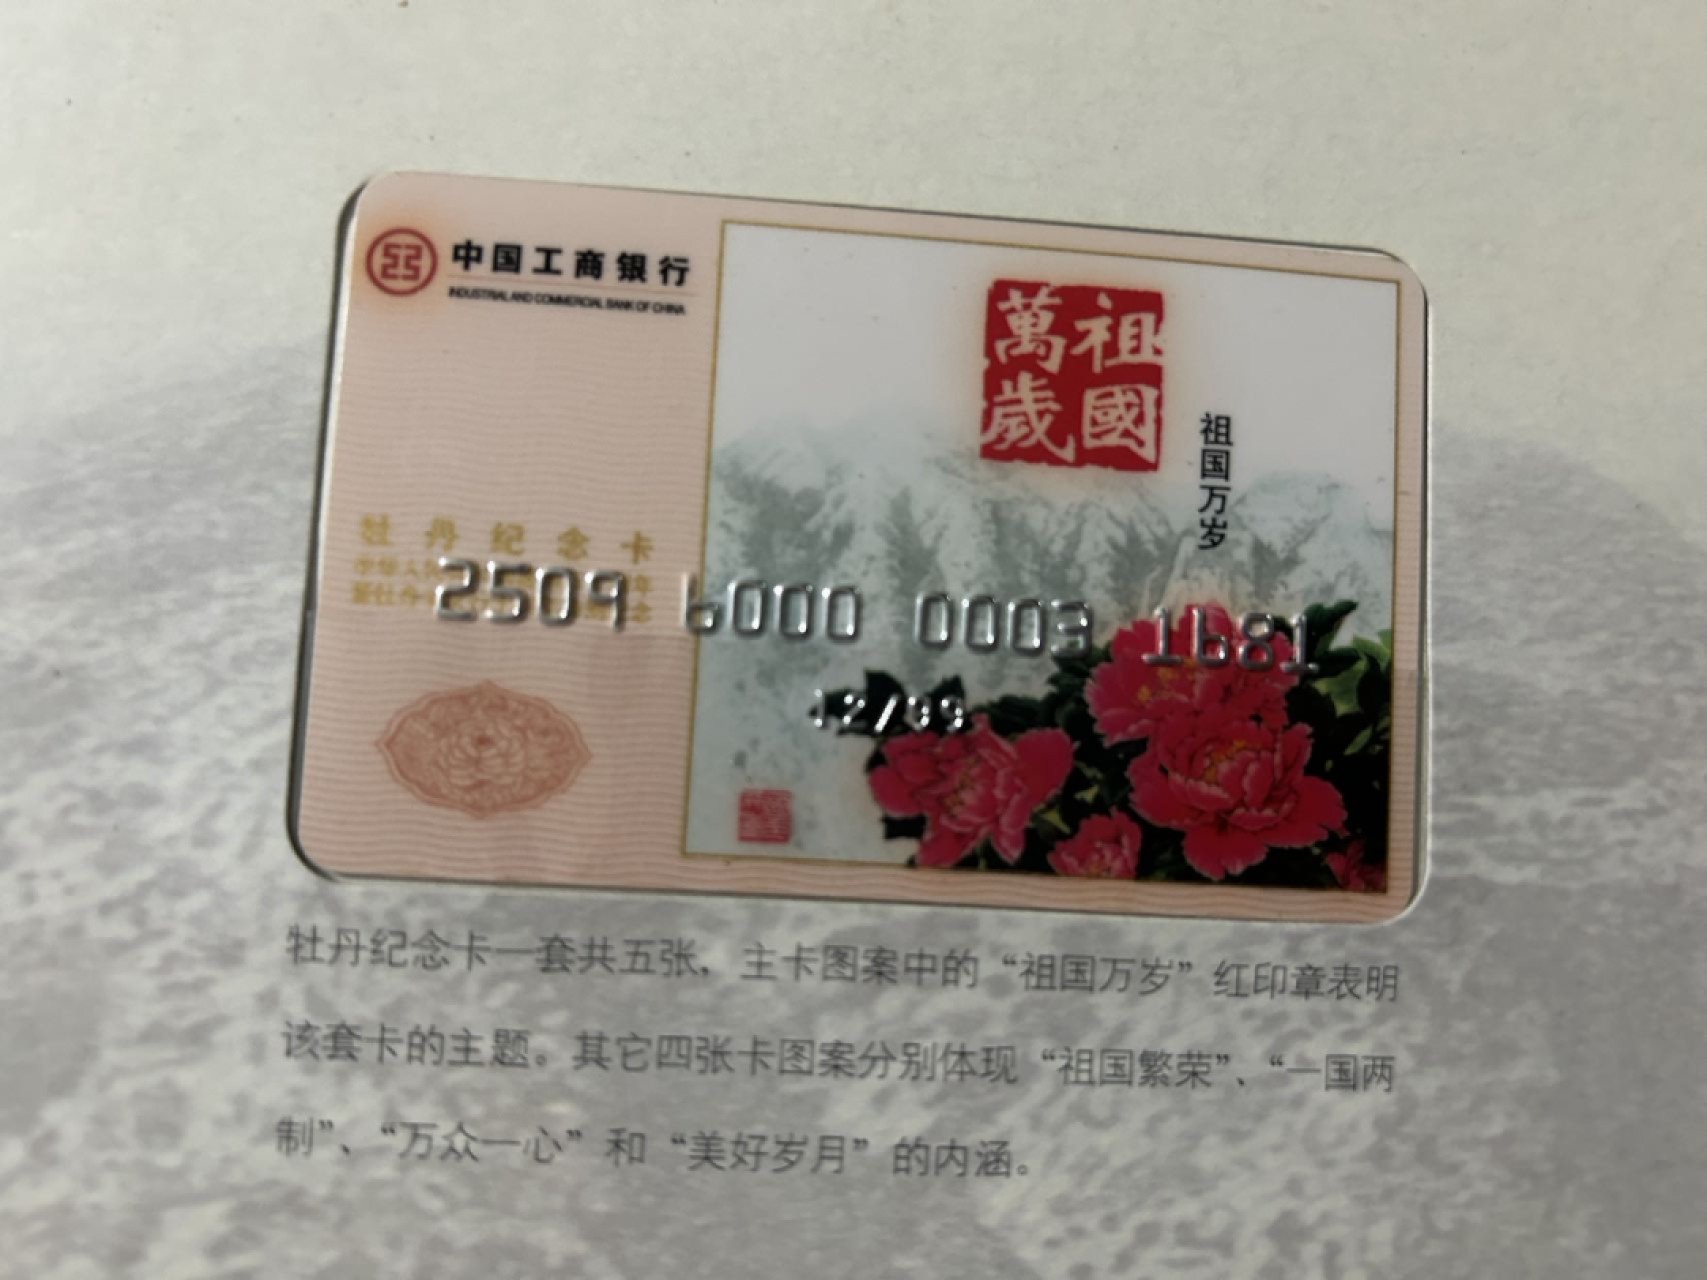 中国工商银行
INDUSTRIAL AND COMMERCIAL BANK OF CHINA
祖國
萬歲
祖国万岁
牡丹纪念卡
2509 6000 0003 1681
12/99
牡丹纪念卡一套共五张，主卡图案中的“祖国万岁”红印章表明
该套卡的主题。其它四张卡图案分别体现“祖国繁荣”、“一国两
制”、“万众一心”和“美好岁月”的内涵。